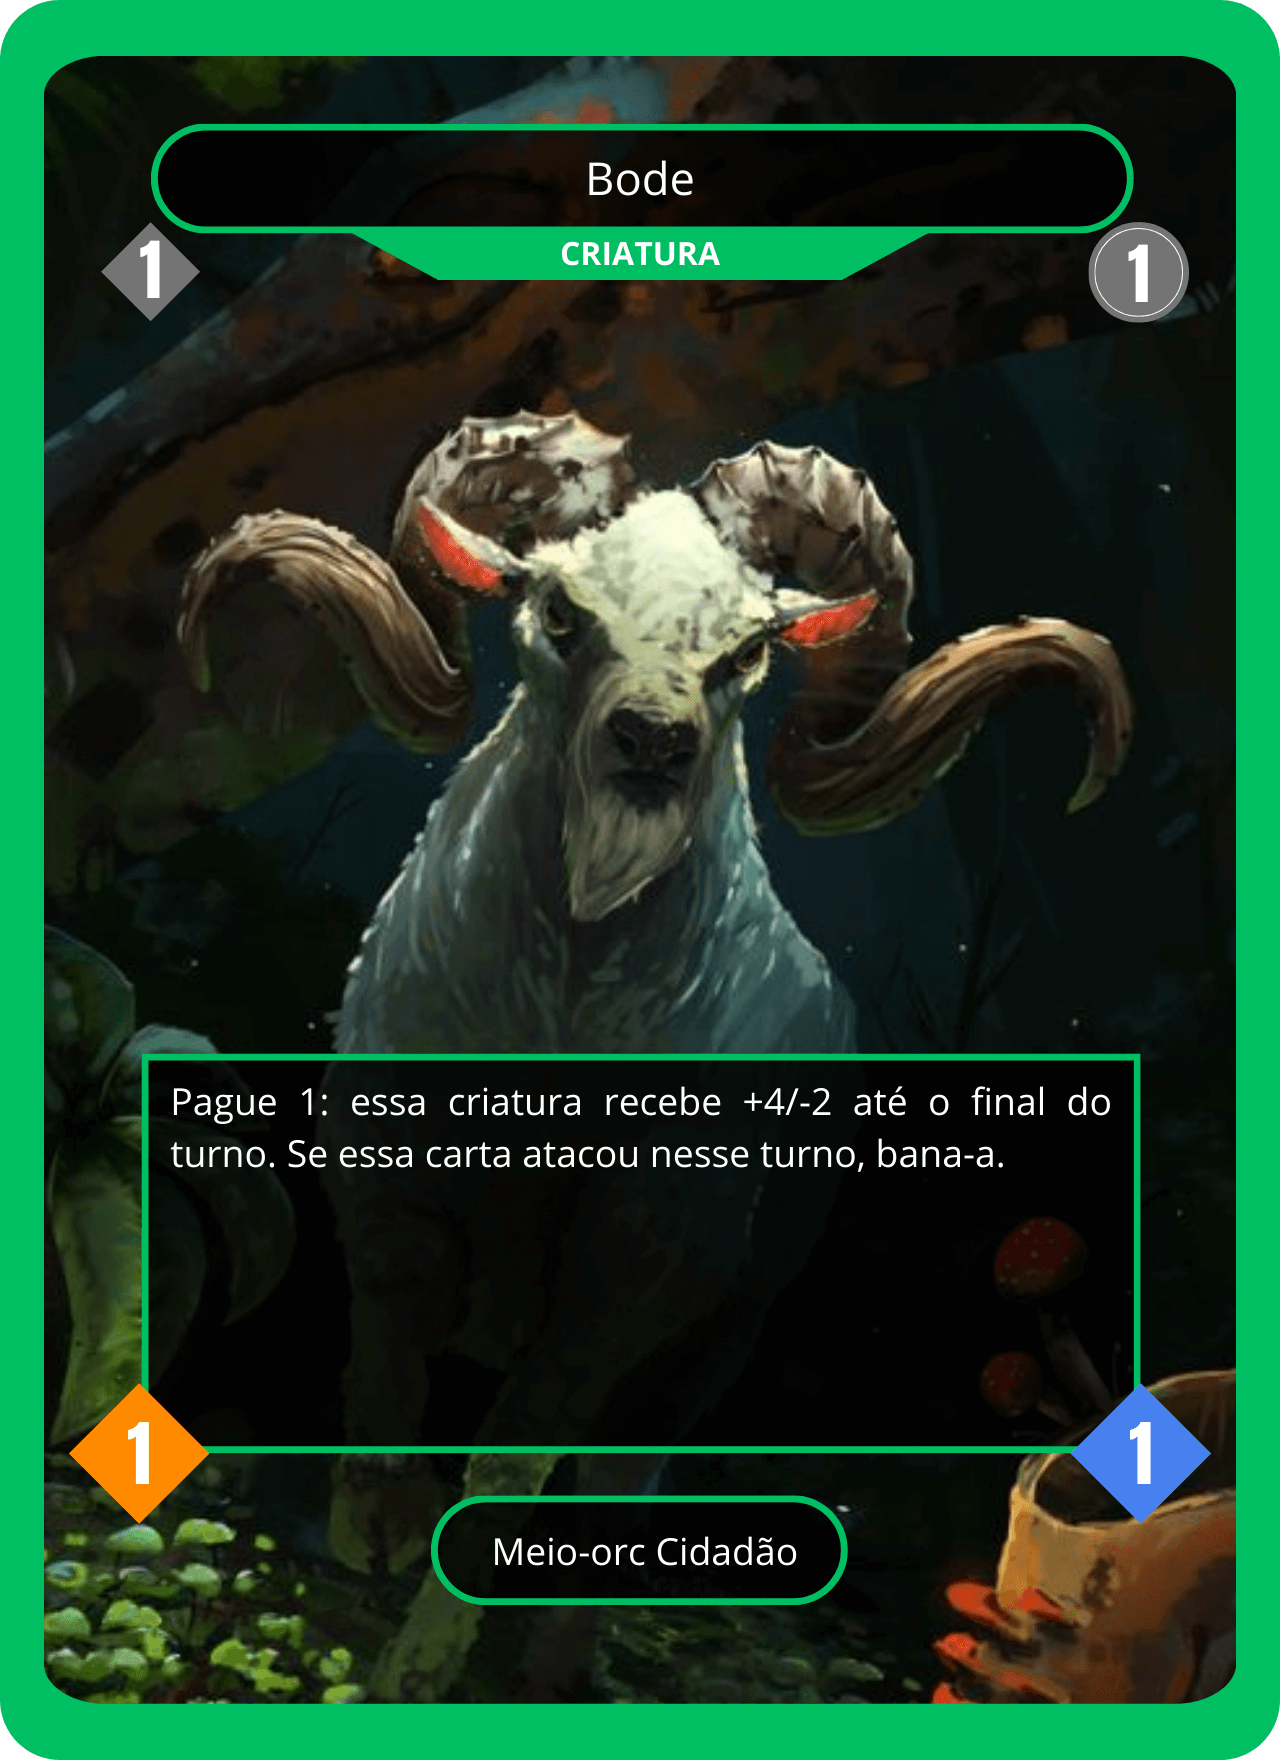 Bode
CRIATURA
1
1
Pague 1: essa criatura recebe +4/-2 até o final do
turno. Se essa carta atacou nesse turno, bana-a.
1
1
Meio-orc Cidadão